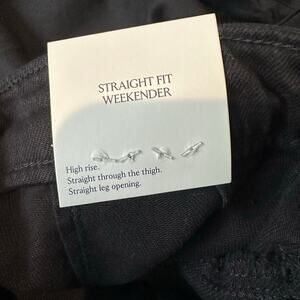 STRAIGHT FIT
WEEKENDER
High rise.
Straight through the thigh.
Straight leg opening.